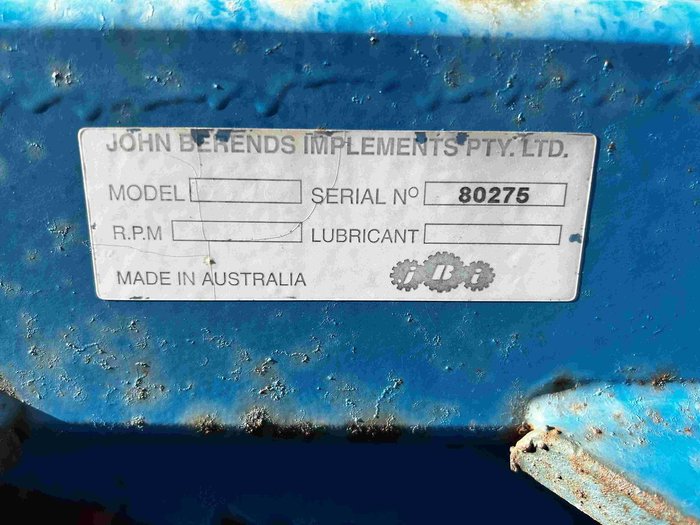 JOHN BERENDS IMPLEMENTS PTY. LTD.
MODEL SERIAL Nº 80275
R.P.M LUBRICANT
MADE IN AUSTRALIA JBI